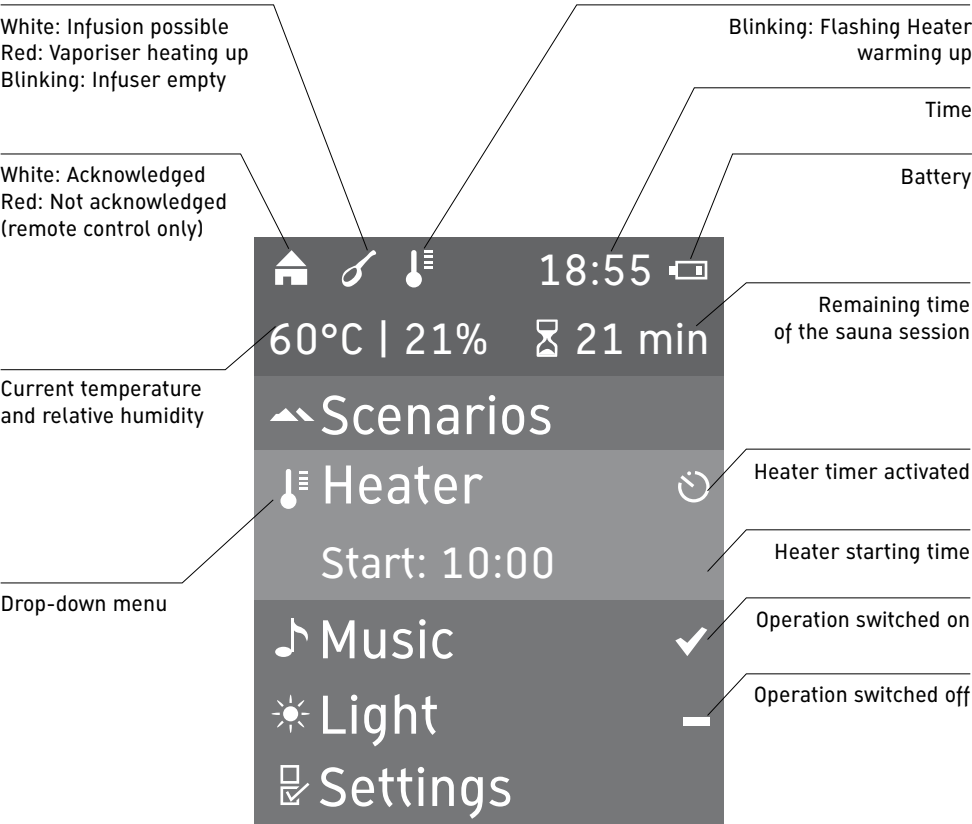 White: Infusion possible
Red: Vaporiser heating up
Blinking: Infuser empty
Blinking: Flashing Heater
warming up
Time
White: Acknowledged
Red: Not acknowledged
(remote control only)
Battery
18:55
60°C | 21% 21 min
Remaining time
of the sauna session
Current temperature
and relative humidity
Scenarios
Heater
Heater timer activated
Start: 10:00
Heater starting time
Drop-down menu
Music
Operation switched on
Light
Operation switched off
Settings